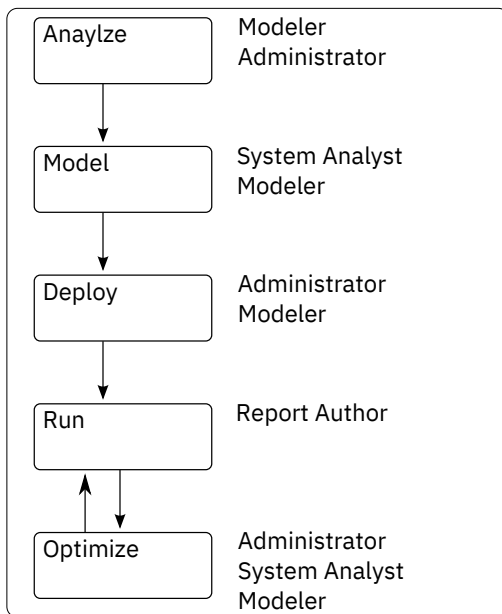 Anaylze
Modeler
Administrator
Model
System Analyst
Modeler
Deploy
Administrator
Modeler
Run
Report Author
Optimize
Administrator
System Analyst
Modeler